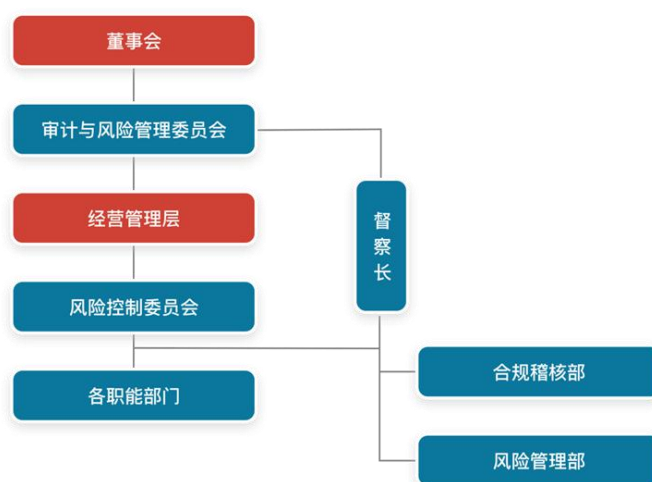 董事会
审计与风险管理委员会
经营管理层
督察长
风险控制委员会
合规稽核部
各职能部门
风险管理部